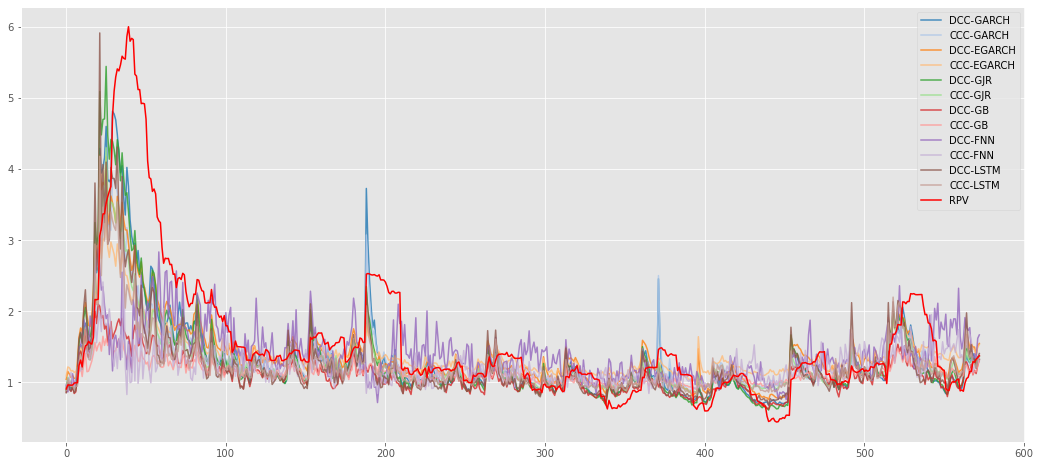 6
5
4
3
2
1
0
100
200
300
400
500
600
DCC-GARCH
CCC-GARCH
DCC-EGARCH
CCC-EGARCH
DCC-GJR
CCC-GJR
DCC-GB
CCC-GB
DCC-FNN
CCC-FNN
DCC-LSTM
CCC-LSTM
RPV